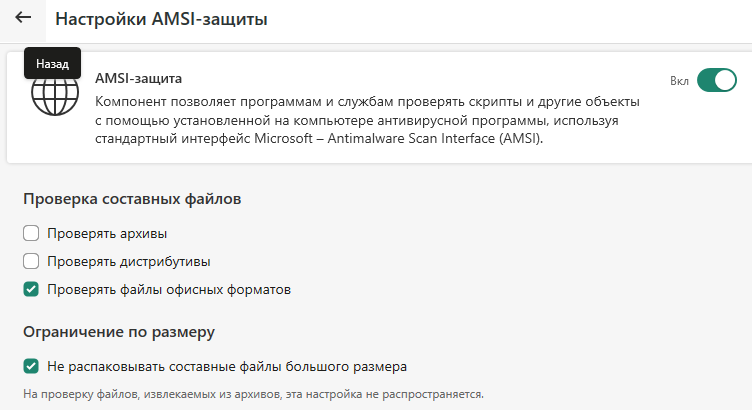 Настройки AMSI-защиты
Назад
AMSI-защита
Вкл
Компонент позволяет программам и службам проверять скрипты и другие объекты
с помощью установленной на компьютере антивирусной программы, используя
стандартный интерфейс Microsoft – Antimalware Scan Interface (AMSI).
Проверка составных файлов
Проверять архивы
Проверять дистрибутивы
Проверять файлы офисных форматов
Ограничение по размеру
Не распаковывать составные файлы большого размера
На проверку файлов, извлекаемых из архивов, эта настройка не распространяется.